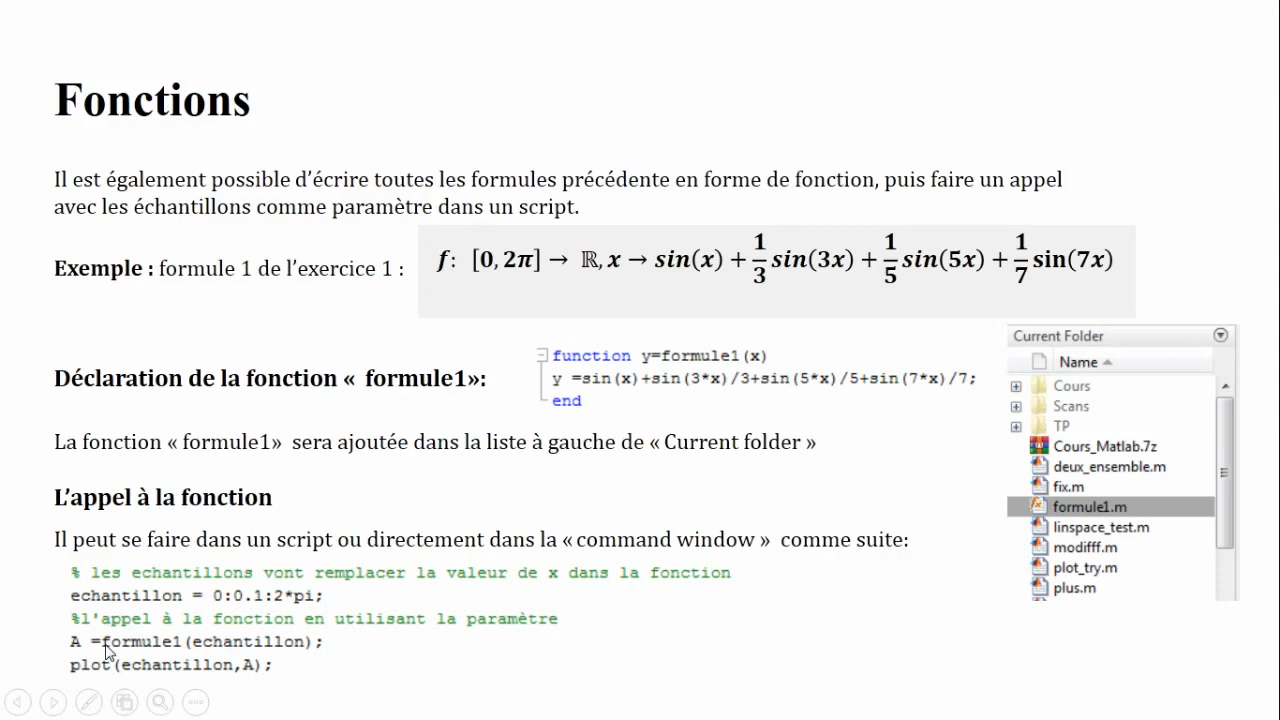 Fonctions
Il est également possible d’écrire toutes les formules précédente en forme de fonction, puis faire un appel
avec les échantillons comme paramètre dans un script.
Exemple : formule 1 de l’exercice 1 :
f: [0, 2π] → ℝ, x → sin(x) + 1/3 sin(3x) + 1/5 sin(5x) + 1/7 sin(7x)
Déclaration de la fonction « formule1»:
function y=formule1(x)
y =sin(x)+sin(3*x)/3+sin(5*x)/5+sin(7*x)/7;
end
La fonction « formule1» sera ajoutée dans la liste à gauche de « Current folder »
L’appel à la fonction
Il peut se faire dans un script ou directement dans la « command window » comme suite:
% les echantillons vont remplacer la valeur de x dans la fonction
echantillon = 0:0.1:2*pi;
%l'appel à la fonction en utilisant la paramètre
A =formule1(echantillon);
plot(echantillon,A);
Current Folder
Name
Cours
Scans
TP
Cours_Matlab.7z
deux_ensemble.m
fix.m
formule1.m
linspace_test.m
modifff.m
plot_try.m
plus.m